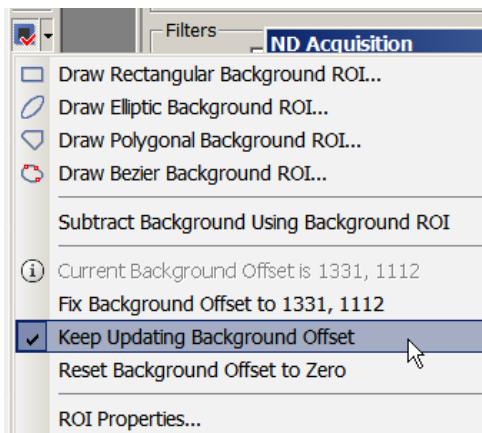 Filters
ND Acquisition
Draw Rectangular Background ROI...
Draw Elliptic Background ROI...
Draw Polygonal Background ROI...
Draw Bezier Background ROI...
Subtract Background Using Background ROI
Current Background Offset is 1331, 1112
Fix Background Offset to 1331, 1112
Keep Updating Background Offset
Reset Background Offset to Zero
ROI Properties...